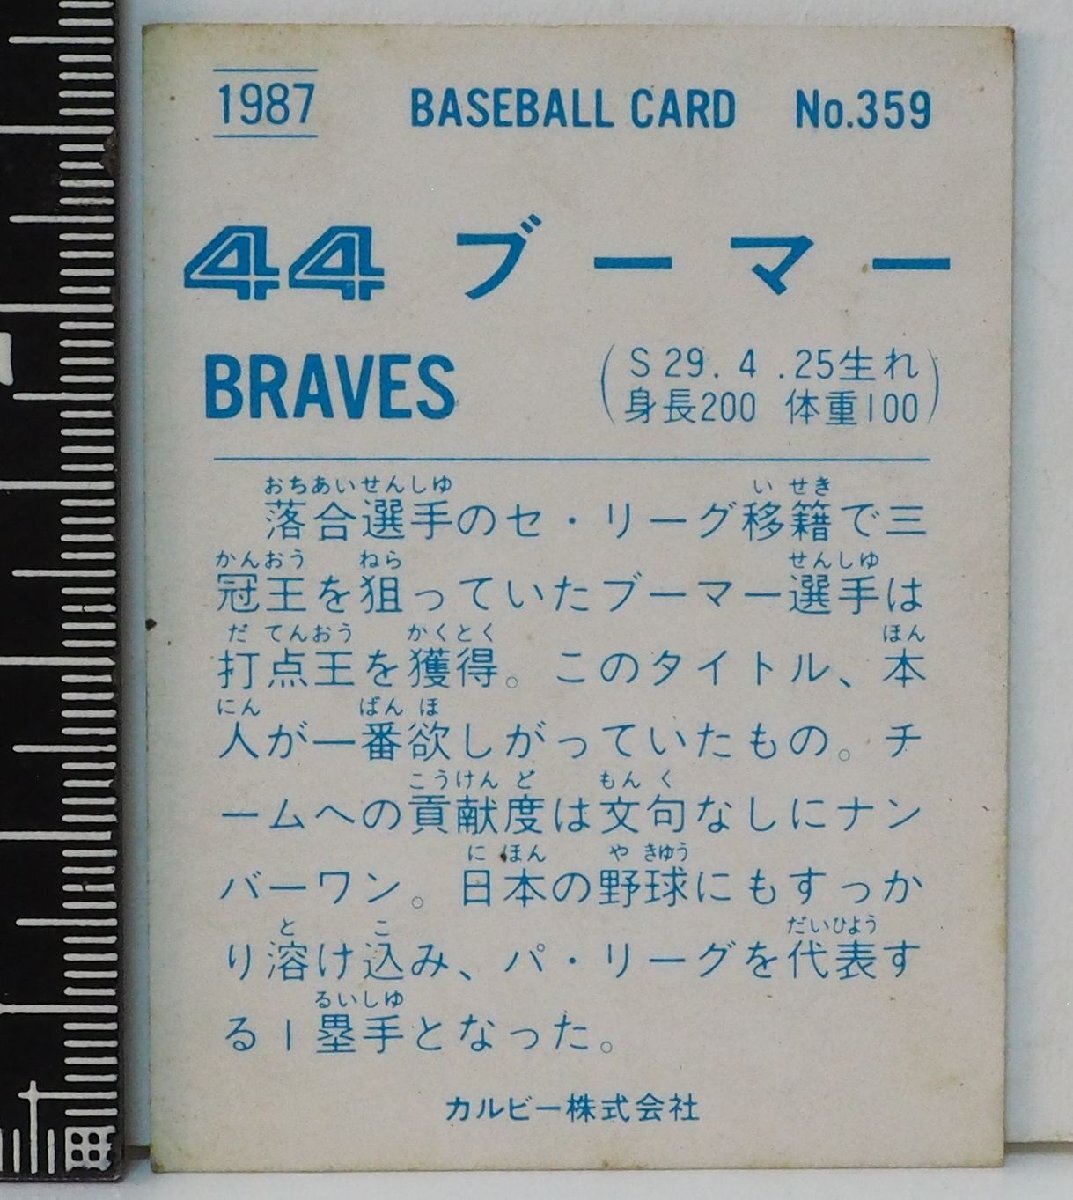 1987 BASEBALL CARD No.359
44 ブーマー
BRAVES
(S29.4.25生れ
身長200 体重100)
おちあいせんしゆ い せき
落合選手のセ・リーグ移籍で三
かんおう ねら せんしゆ
冠王を狙っていたブーマー選手は
だ てんおう かくとく ほん
打点王を獲得。このタイトル、本
にん ばん ほ
人が一番欲しがっていたもの。チ
こうけん ど もん く
ームへの貢献度は文句なしにナン
に ほん や きゆう
バーワン。日本の野球にもすっか
と こ だいひよう
り溶け込み、パ・リーグを代表す
るいしゆ
る1塁手となった。
カルビー株式会社